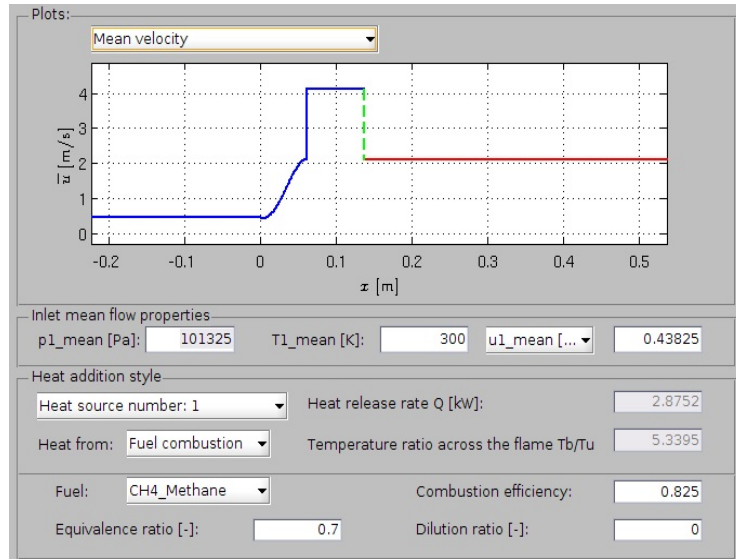 Plots:
Mean velocity
4
3
2
1
0
u [m/s]
-0.2 -0.1 0 0.1 0.2 0.3 0.4 0.5
x [m]
Inlet mean flow properties
p1_mean [Pa]: 101325 T1_mean [K]: 300 u1_mean [... 0.43825
Heat addition style
Heat source number: 1 Heat release rate Q [kW]: 2.8752
Heat from: Fuel combustion Temperature ratio across the flame Tb/Tu 5.3395
Fuel: CH4_Methane Combustion efficiency: 0.825
Equivalence ratio [-]: 0.7 Dilution ratio [-]: 0